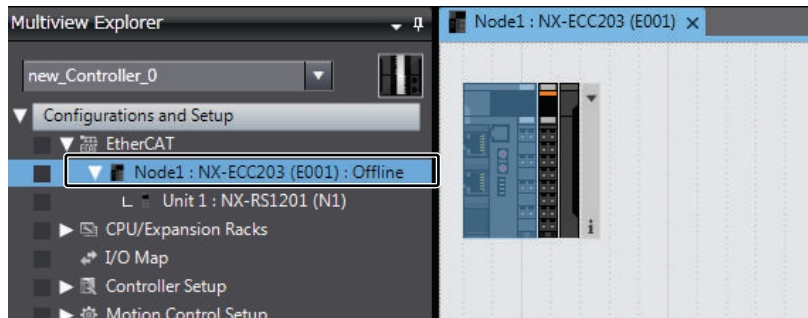 Multiview Explorer
Node1 : NX-ECC203 (E001)
new_Controller_0
Configurations and Setup
EtherCAT
Node1 : NX-ECC203 (E001) : Offline
Unit 1 : NX-RS1201 (N1)
CPU/Expansion Racks
I/O Map
Controller Setup
Motion Control Setup
i